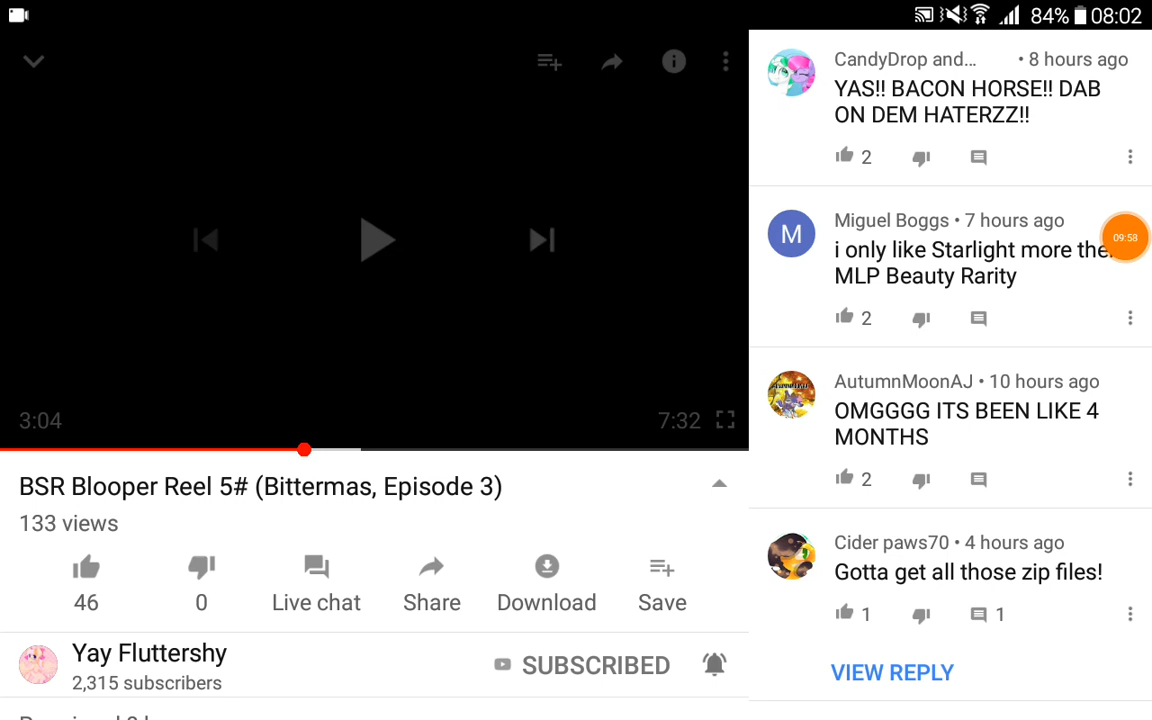 84% 08:02
3:04
7:32
BSR Blooper Reel 5# (Bittermas, Episode 3)
133 views
46
0
Live chat
Share
Download
Save
Yay Fluttershy
2,315 subscribers
SUBSCRIBED
CandyDrop and... • 8 hours ago
YAS!! BACON HORSE!! DAB
ON DEM HATERZZ!!
2
M
Miguel Boggs • 7 hours ago
i only like Starlight more
MLP Beauty Rarity
09:58
2
AutumnMoonAJ • 10 hours ago
OMGGGG ITS BEEN LIKE 4
MONTHS
2
Cider paws70 • 4 hours ago
Gotta get all those zip files!
1
1
VIEW REPLY